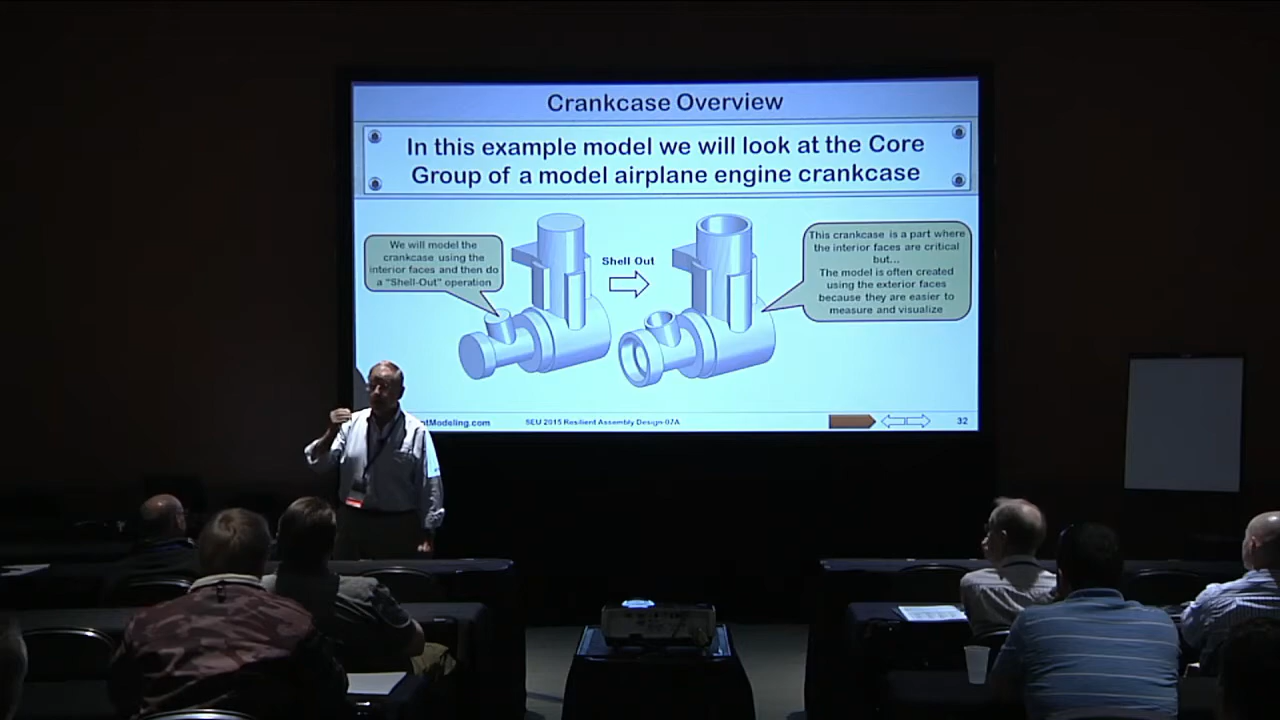 Crankcase Overview
In this example model we will look at the Core
Group of a model airplane engine crankcase
We will model the
crankcase using the
interior faces and then do
a "Shell-Out" operation
Shell Out
This crankcase is a part where
the interior faces are critical
but...
The model is often created
using the exterior faces
because they are easier to
measure and visualize
ntModeling.com
SEU 2015 Resilient Assembly Design-07A
32